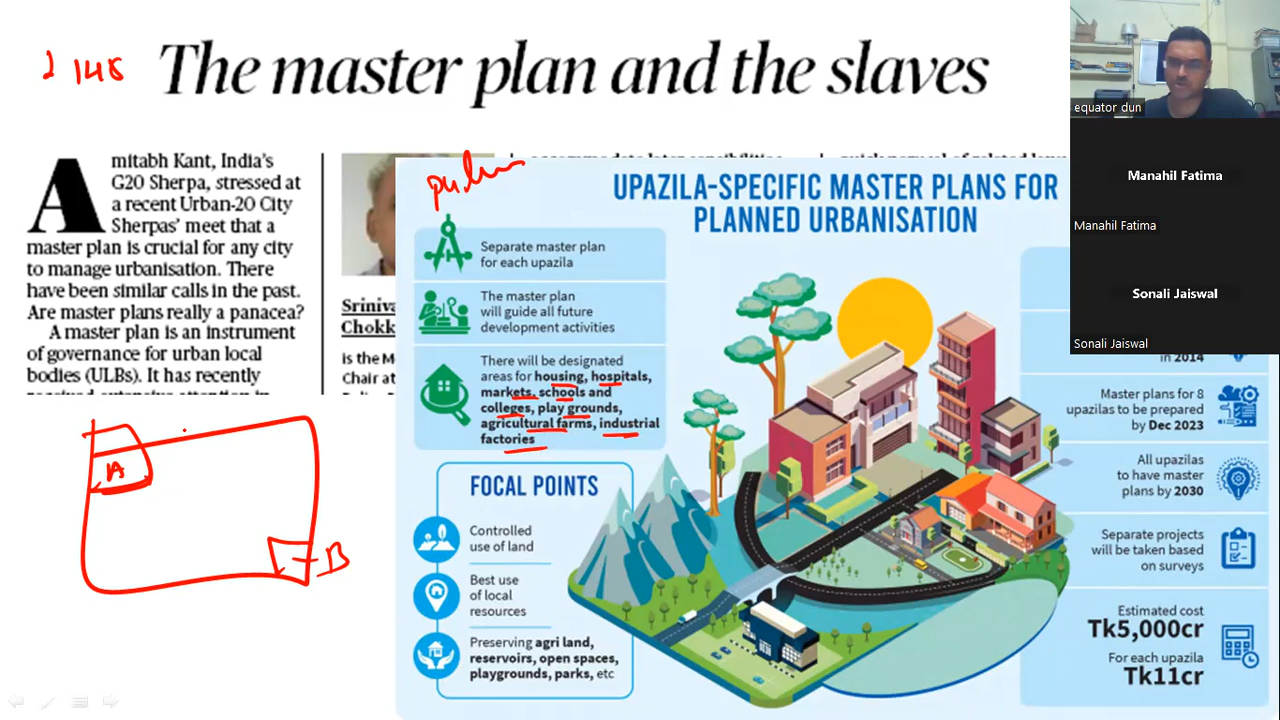 The master plan and the slaves
Amitabh Kant, India's
G20 Sherpa, stressed at
a recent Urban-20 City
Sherpas' meet that a
master plan is crucial for any city
to manage urbanisation. There
have been similar calls in the past.
Are master plans really a panacea?
A master plan is an instrument
of governance for urban local
bodies (ULBs). It has recently
Chokk
is the M
Chair at
UPAZILA-SPECIFIC MASTER PLANS FOR
PLANNED URBANISATION
Separate master plan
for each upazila
The master plan
will guide all future
development activities
There will be designated
areas for housing, hospitals,
markets, schools and
colleges, play grounds,
agricultural farms, industrial
factories
FOCAL POINTS
Controlled
use of land
Best use
of local
resources
Preserving agri land,
reservoirs, open spaces,
playgrounds, parks, etc
in 2014
Master plans for 8
upazilas to be prepared
by Dec 2023
All upazilas
to have master
plans by 2030
Separate projects
will be taken based
on surveys
Estimated cost
Tk5,000cr
For each upazila
Tk11cr
A
B
equator dun
Manahil Fatima
Manahil Fatima
Sonali Jaiswal
Sonali Jaiswal